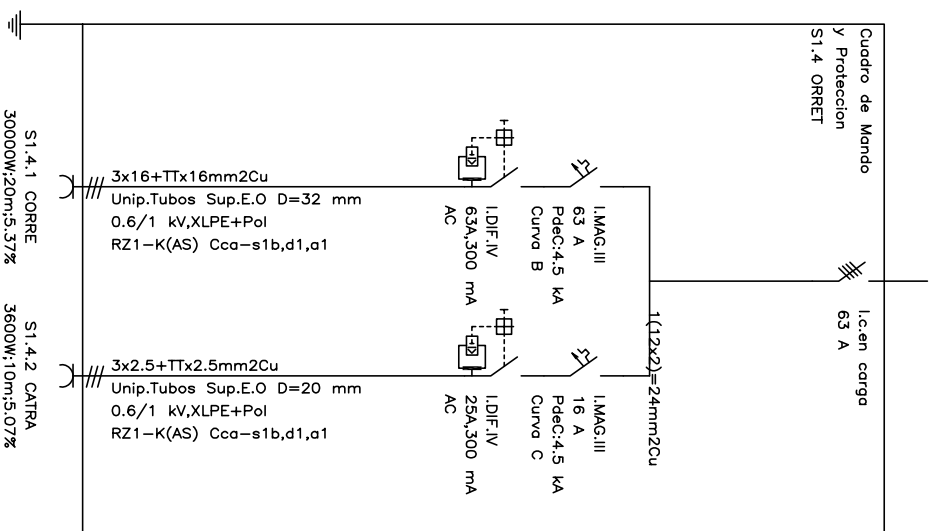 Cuadro de Mando
y Proteccion
S1.4 ORRET
I.c.en carga
63 A
1(12x2)=24mm2Cu
I.MAG.III
63 A
PdeC:4.5 kA
Curva B
I.DIF.IV
63A,300 mA
AC
3x16+TTx16mm2Cu
Unip.Tubos Sup.E.O D=32 mm
0.6/1 kV,XLPE+Pol
RZ1-K(AS) Cca-s1b,d1,a1
S1.4.1 CORRE
30000W;20m;5.37%
I.MAG.III
16 A
PdeC:4.5 kA
Curva C
I.DIF.IV
25A,300 mA
AC
3x2.5+TTx2.5mm2Cu
Unip.Tubos Sup.E.O D=20 mm
0.6/1 kV,XLPE+Pol
RZ1-K(AS) Cca-s1b,d1,a1
S1.4.2 CATRA
3600W;10m;5.07%